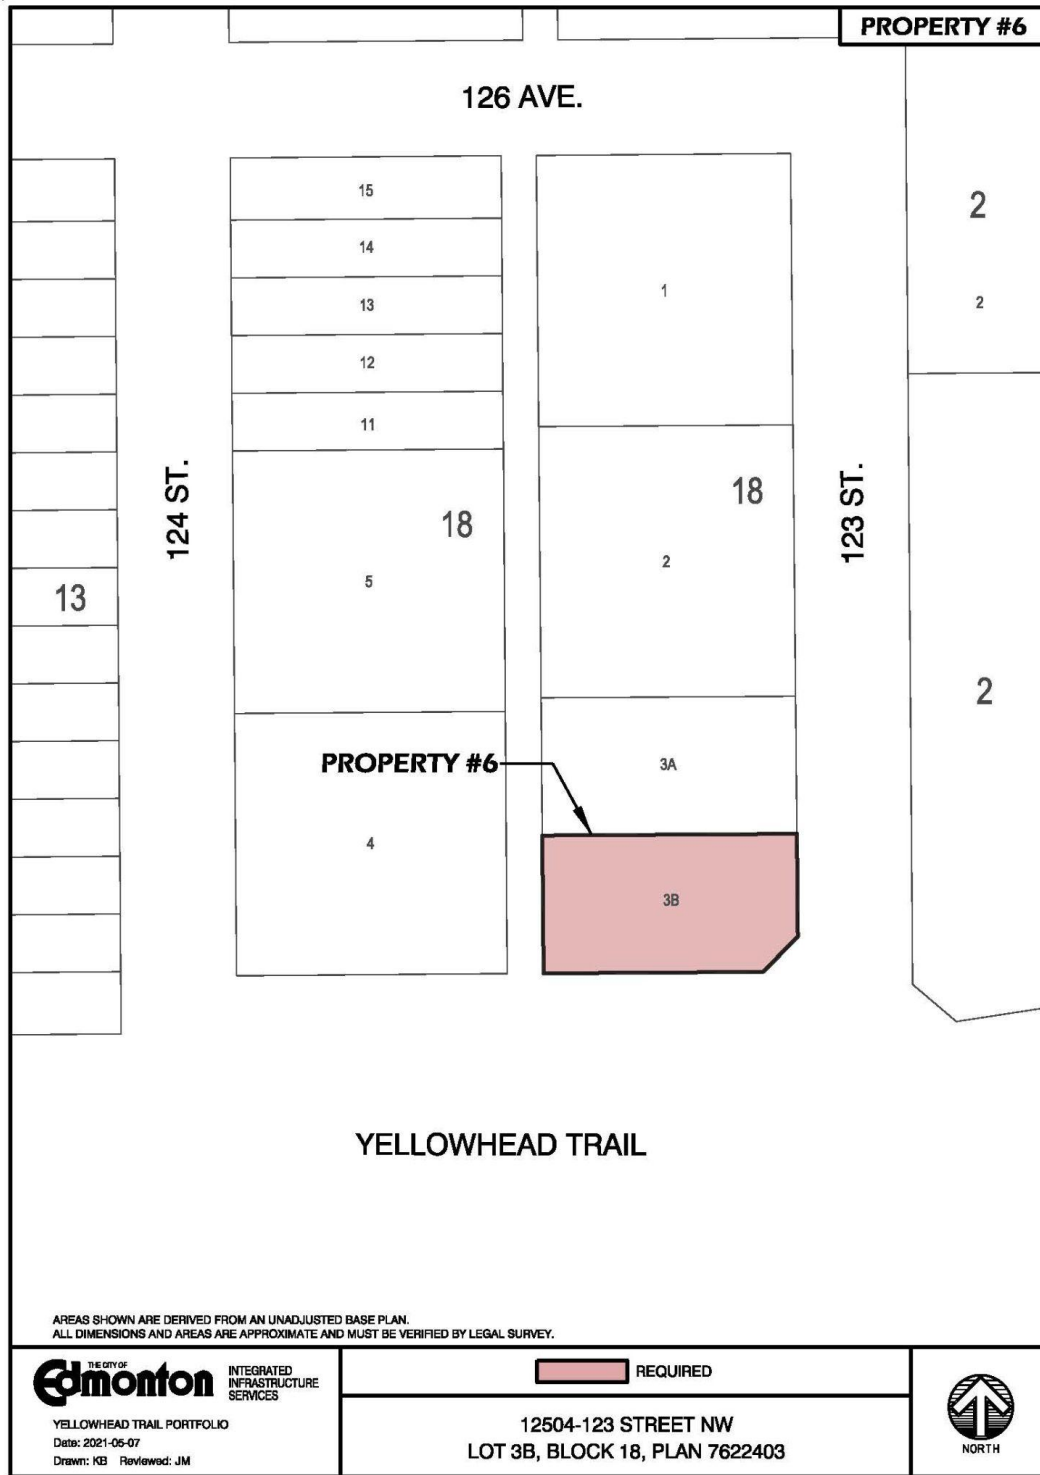 PROPERTY #6
126 AVE.
15
14
13
12
11
1
2
2
124 ST.
18
18
123 ST.
5
2
13
2
PROPERTY #6
3A
4
3B
YELLOWHEAD TRAIL
AREAS SHOWN ARE DERIVED FROM AN UNADJUSTED BASE PLAN.
ALL DIMENSIONS AND AREAS ARE APPROXIMATE AND MUST BE VERIFIED BY LEGAL SURVEY.
THE CITY OF
Edmonton
INTEGRATED
INFRASTRUCTURE
SERVICES
YELLOWHEAD TRAIL PORTFOLIO
Date: 2021-05-07
Drawn: KB Reviewed: JM
REQUIRED
12504-123 STREET NW
LOT 3B, BLOCK 18, PLAN 7622403
NORTH